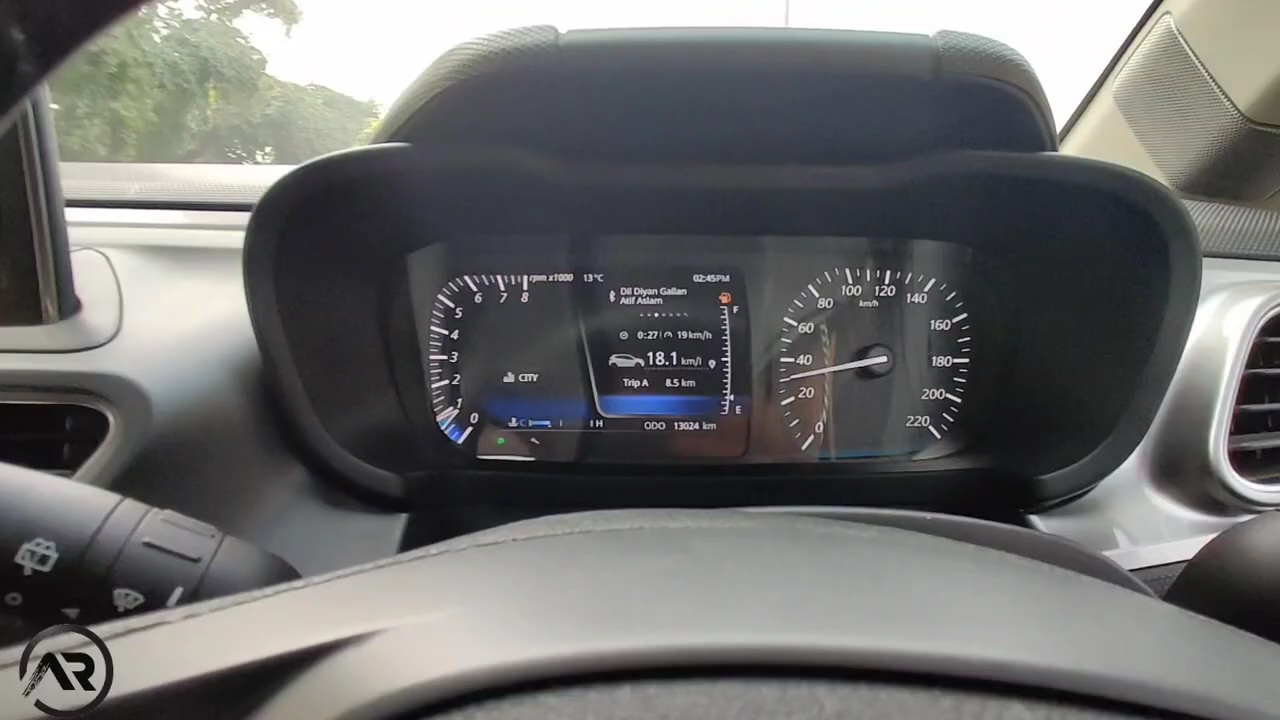 rpm x1000
13 °C
02:45PM
1
2
3
4
5
6
7
8
0
Dil Diyan Gallan
Atif Aslam
F
0:27 19 km/h
18.1 km/l
CITY
Trip A 8.5 km
E
C H
ODO 13024 km
0
20
40
60
80
100
120
140
160
180
200
220
km/h
AR